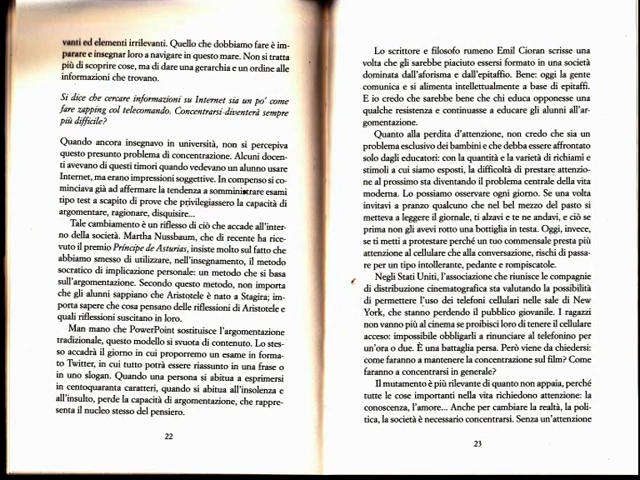 vanti ed elementi irrilevanti. Quello che dobbiamo fare è im-
parare e insegnar loro a navigare in questo mare. Non si tratta
più di scoprire cose, ma di dare una gerarchia e un ordine alle
informazioni che trovano.
Si dice che cercare informazioni su Internet sia un po' come
fare zapping col telecomando. Concentrarsi diventerà sempre
più difficile?
Quando ancora insegnavo in università, non si percepiva
questo presunto problema di concentrazione. Alcuni docen-
ti avevano di questi timori quando vedevano un alunno usare
Internet, ma erano impressioni soggettive. In compenso si co-
minciava già ad affermare la tendenza a somministrare esami
tipo test a scapito di prove che privilegiassero la capacità di
argomentare, ragionare, disquisire...
Tale cambiamento è un riflesso di ciò che accade all'inter-
no della società. Martha Nussbaum, che di recente ha rice-
vuto il premio Príncipe de Asturias, insiste molto sul fatto che
abbiamo smesso di utilizzare, nell'insegnamento, il metodo
socratico di implicazione personale: un metodo che si basa
sull'argomentazione. Secondo questo metodo, non importa
che gli alunni sappiano che Aristotele è nato a Stagira; im-
porta sapere che cosa pensano delle riflessioni di Aristotele e
quali riflessioni suscitano in loro.
Man mano che PowerPoint sostituisce l'argomentazione
tradizionale, questo modello si svuota di contenuto. Lo stes-
so accadrà il giorno in cui proporremo un esame in forma-
to Twitter, in cui tutto potrà essere riassunto in una frase o
in uno slogan. Quando una persona si abitua a esprimersi
in centoquaranta caratteri, quando si abitua all'insolenza e
all'insulto, perde la capacità di argomentazione, che rappre-
senta il nucleo stesso del pensiero.
22
Lo scrittore e filosofo rumeno Emil Cioran scrisse una
volta che gli sarebbe piaciuto essersi formato in una società
dominata dall'aforisma e dall'epitaffio. Bene: oggi la gente
comunica e si alimenta intellettualmente a base di epitaffi.
E io credo che sarebbe bene che chi educa opponesse una
qualche resistenza e continuasse a educare gli alunni all'ar-
gomentazione.
Quanto alla perdita d'attenzione, non credo che sia un
problema esclusivo dei bambini e che debba essere affrontato
solo dagli educatori: con la quantità e la varietà di richiami e
stimoli a cui siamo esposti, la difficoltà di prestare attenzio-
ne al prossimo sta diventando il problema centrale della vita
moderna. Lo possiamo osservare ogni giorno. Se una volta
invitavi a pranzo qualcuno che nel bel mezzo del pasto si
metteva a leggere il giornale, ti alzavi e te ne andavi, e ciò se
prima non gli avevi rotto una bottiglia in testa. Oggi, invece,
se ti metti a protestare perché un tuo commensale presta più
attenzione al cellulare che alla conversazione, rischi di passa-
re per un tipo intollerante, pedante e rompiscatole.
Negli Stati Uniti, l'associazione che riunisce le compagnie
di distribuzione cinematografica sta valutando la possibilità
di permettere l'uso dei telefoni cellulari nelle sale di New
York, che stanno perdendo il pubblico giovanile. I ragazzi
non vanno più al cinema se proibisci loro di tenere il cellulare
acceso: impossibile obbligarli a rinunciare al telefonino per
un'ora o due. È una battaglia persa. Però viene da chiedersi:
come faranno a mantenere la concentrazione sul film? Come
faranno a concentrarsi in generale?
Il mutamento è più rilevante di quanto non appaia, perché
tutte le cose importanti nella vita richiedono attenzione: la
conoscenza, l'amore... Anche per cambiare la realtà, la poli-
tica, la società è necessario concentrarsi. Senza un'attenzione
23